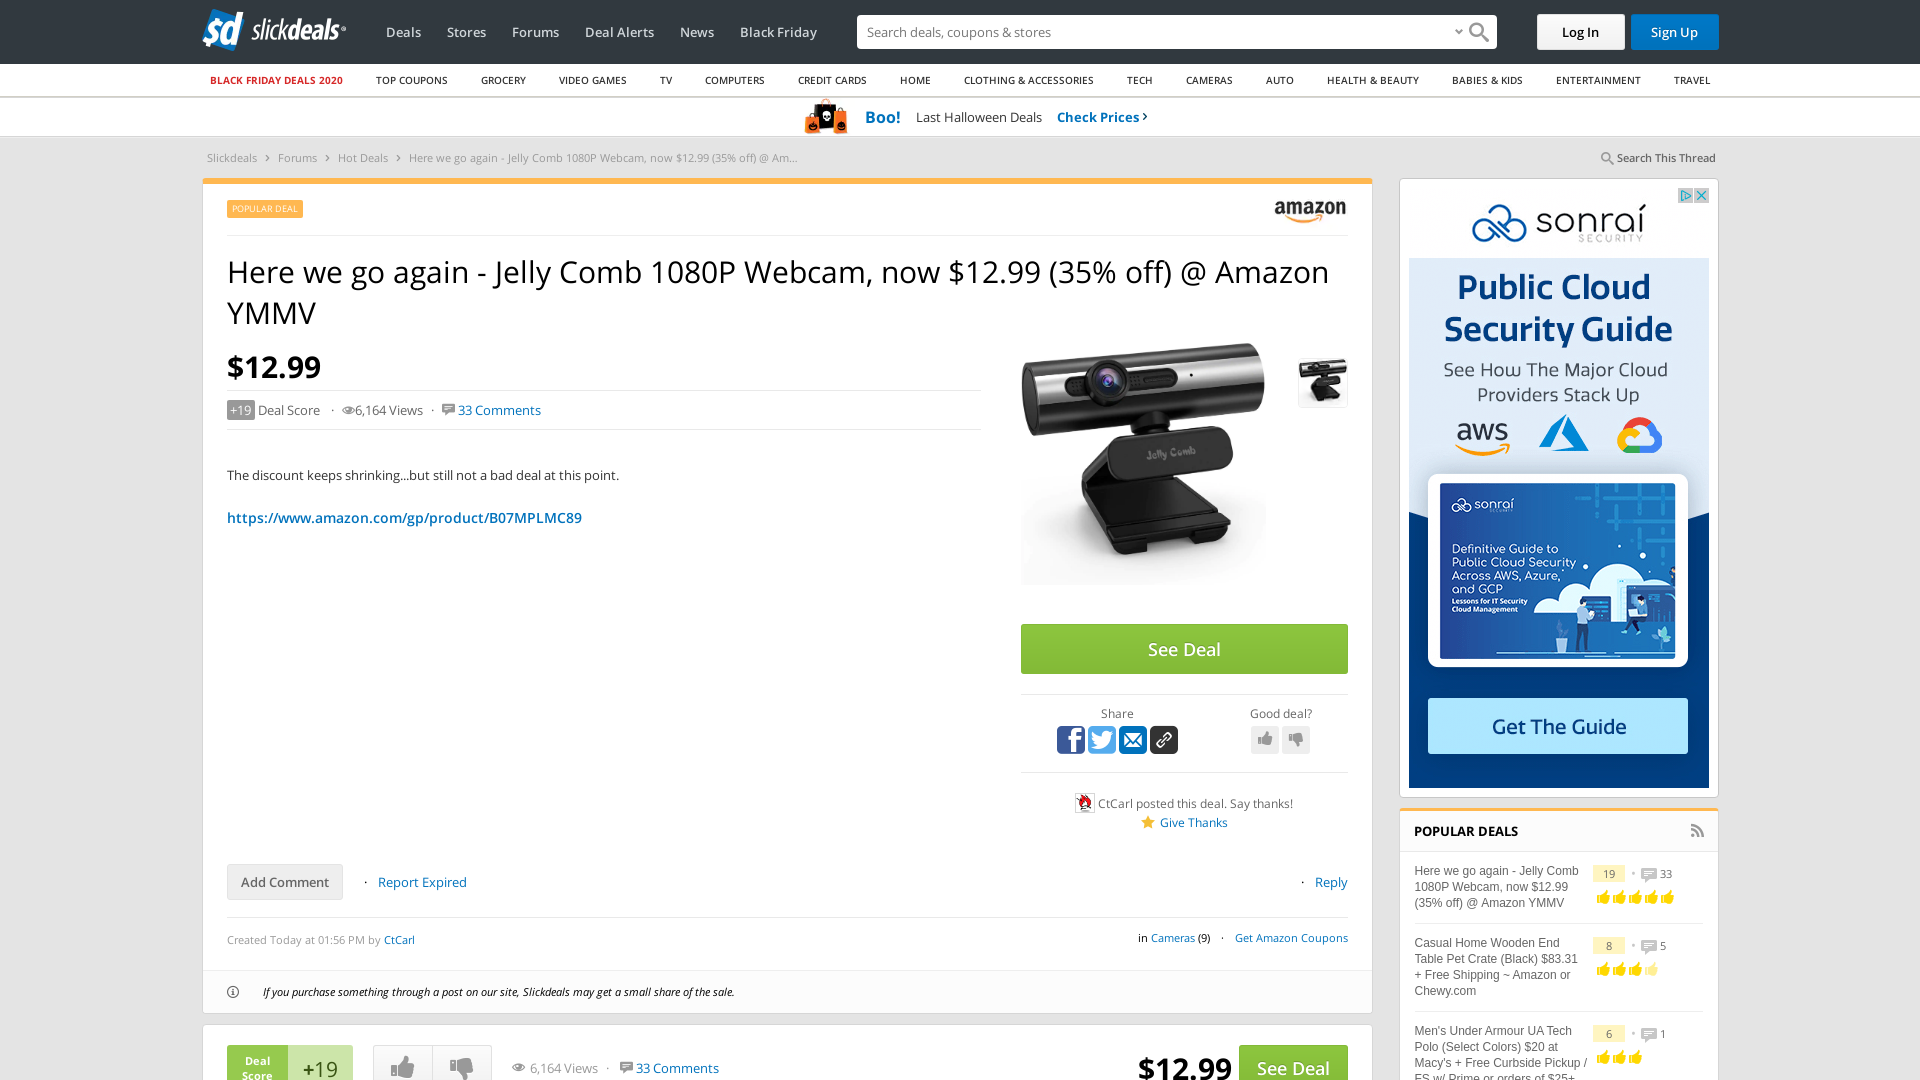 sd slickdeals
Deals Stores Forums Deal Alerts News Black Friday Search deals, coupons & stores Log In Sign Up
BLACK FRIDAY DEALS 2020 TOP COUPONS GROCERY VIDEO GAMES TV COMPUTERS CREDIT CARDS HOME CLOTHING & ACCESSORIES TECH CAMERAS AUTO HEALTH & BEAUTY BABIES & KIDS ENTERTAINMENT TRAVEL
Boo! Last Halloween Deals Check Prices
Slickdeals Forums Hot Deals Here we go again - Jelly Comb 1080P Webcam, now $12.99 (35% off) @ Am...
Search This Thread
POPULAR DEAL
amazon
Here we go again - Jelly Comb 1080P Webcam, now $12.99 (35% off) @ Amazon
YMMV
$12.99
+19 Deal Score · 6,164 Views · 33 Comments
The discount keeps shrinking...but still not a bad deal at this point.
https://www.amazon.com/gp/product/B07MPLMC89
Jelly Comb
See Deal
Share
Good deal?
CtCarl posted this deal. Say thanks!
Give Thanks
Add Comment · Report Expired
· Reply
Created Today at 01:56 PM by CtCarl
in Cameras (9) · Get Amazon Coupons
If you purchase something through a post on our site, Slickdeals may get a small share of the sale.
Deal
Score
+19
6,164 Views · 33 Comments
$12.99
See Deal
sonraí
SECURITY
Public Cloud
Security Guide
See How The Major Cloud
Providers Stack Up
aws
sonraí
Definitive Guide to
Public Cloud Security
Across AWS, Azure,
and GCP
Lessons for IT Security
Cloud Management
Get The Guide
POPULAR DEALS
Here we go again - Jelly Comb
1080P Webcam, now $12.99
(35% off) @ Amazon YMMV
19 • 33
Casual Home Wooden End
Table Pet Crate (Black) $83.31
+ Free Shipping ~ Amazon or
Chewy.com
8 • 5
Men's Under Armour UA Tech
Polo (Select Colors) $20 at
Macy's + Free Curbside Pickup /
FS w/ Prime or orders of $25+
6 • 1